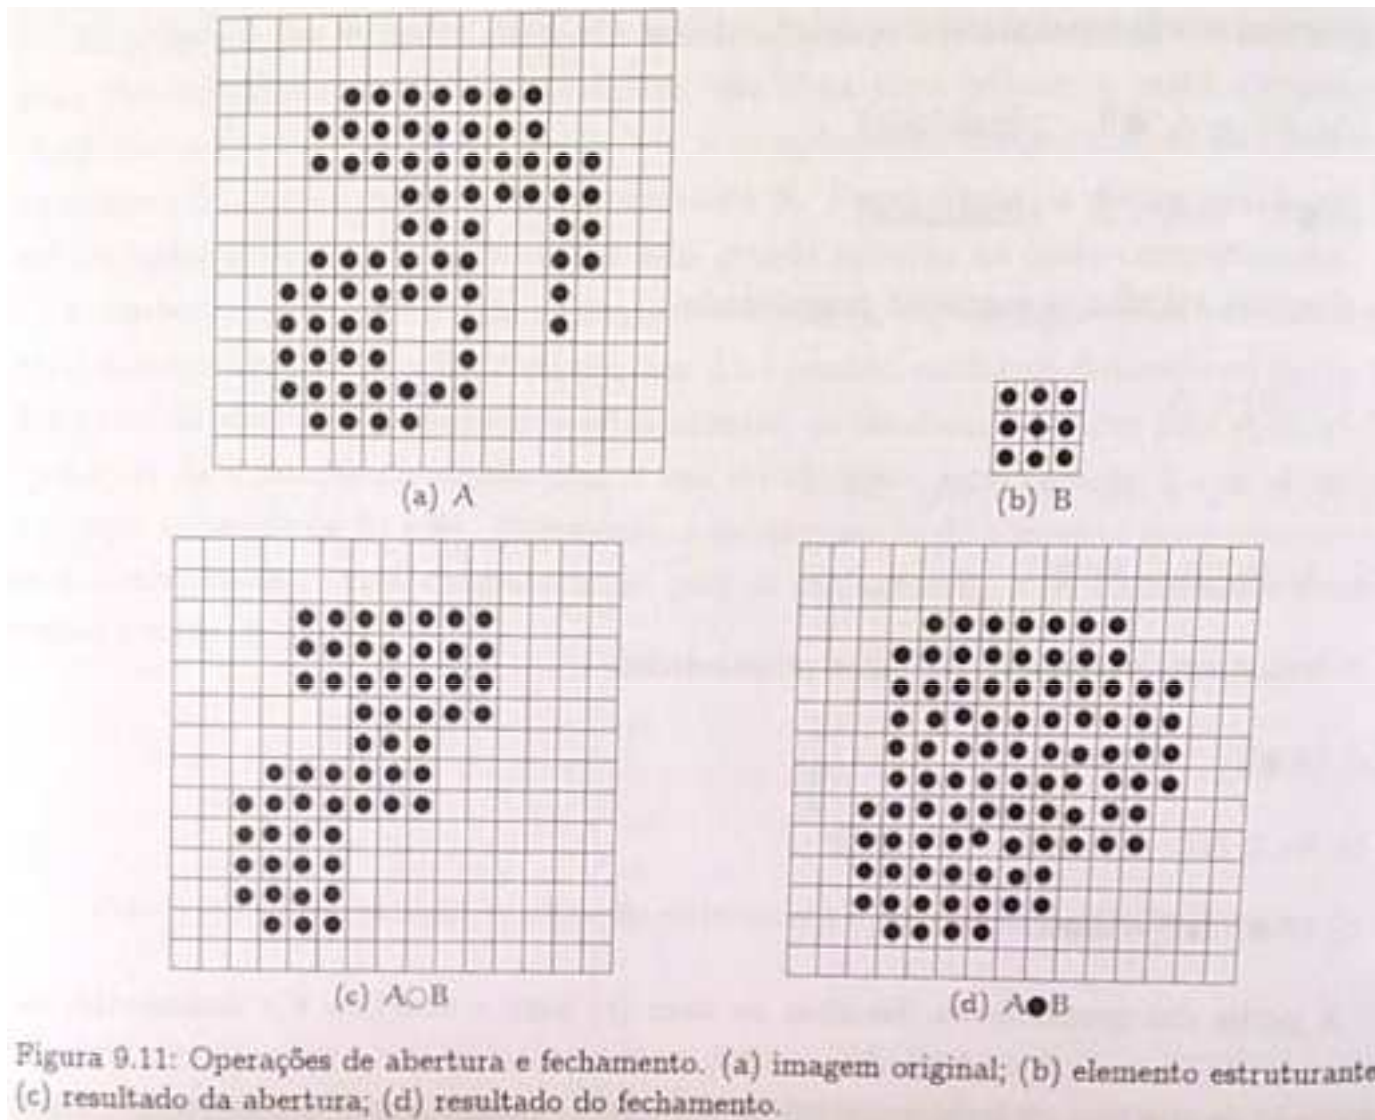 (a) A
(b) B
(c) A○B
(d) A●B
Figura 9.11: Operações de abertura e fechamento. (a) imagem original; (b) elemento estruturante
(c) resultado da abertura; (d) resultado do fechamento.